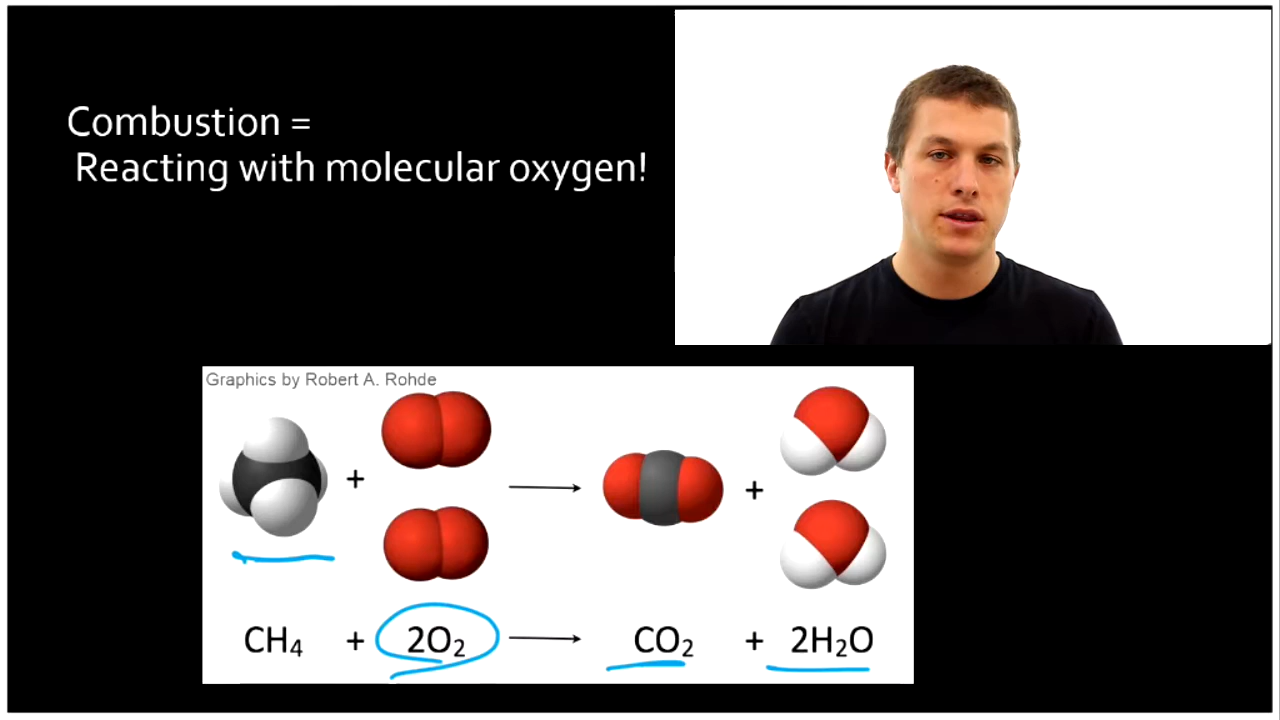 Combustion =
Reacting with molecular oxygen!
Graphics by Robert A. Rohde
+ → +
CH₄ + 2O₂ → CO₂ + 2H₂O